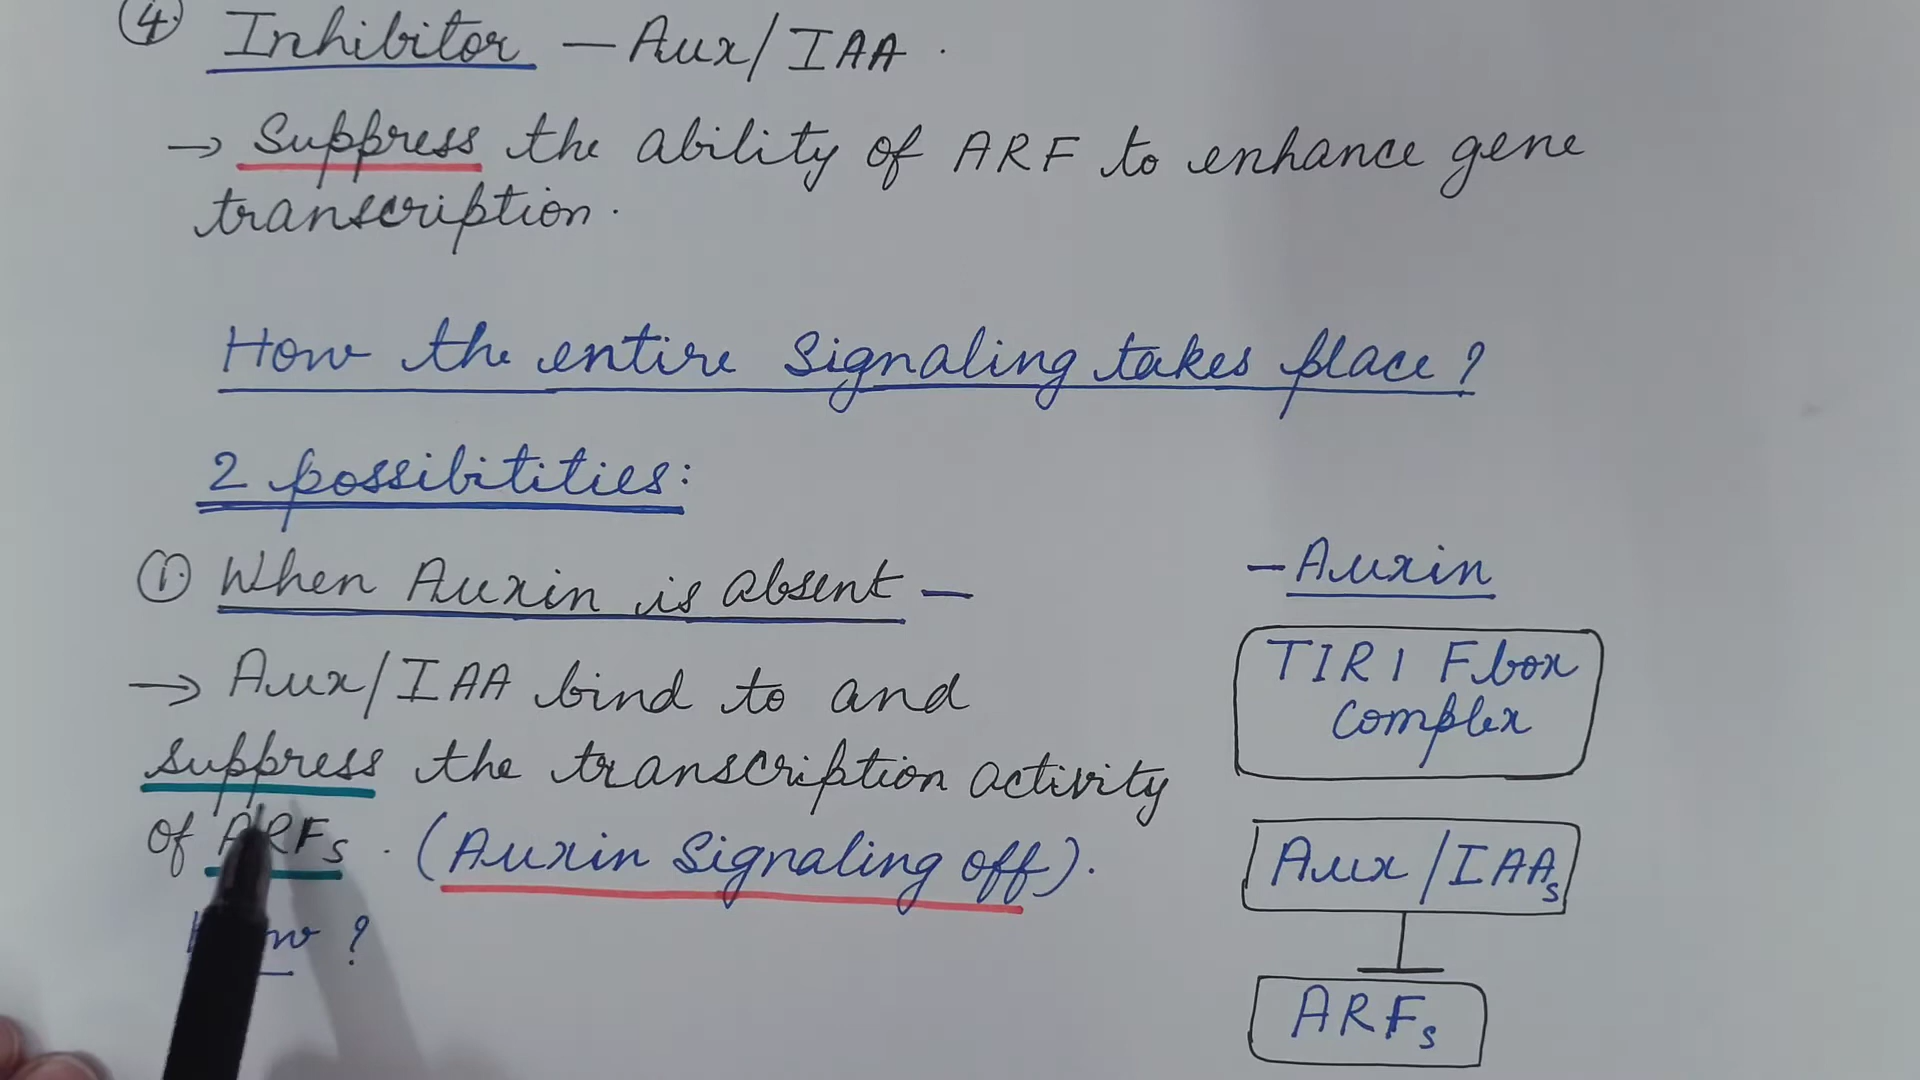 4. Inhibitor — Aux/IAA.
→ Suppress the ability of ARF to enhance gene
transcription.
How the entire Signaling takes place?
2 possibitities:
1. When Auxin is absent —
→ Aux/IAA bind to and
suppress the transcription activity
of ARFs. (Auxin Signaling off).
?
– Auxin
TIR1 F box
Complex
Aux/IAAs
ARFs